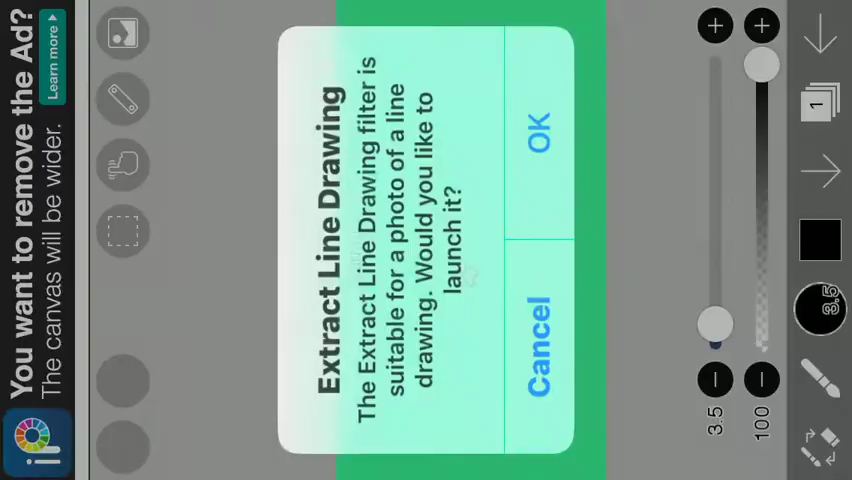 You want to remove the Ad?
The canvas will be wider.
Learn more ▸
Extract Line Drawing
The Extract Line Drawing filter is
suitable for a photo of a line
drawing. Would you like to
launch it?
Cancel
OK
3.5
100
1
3.5